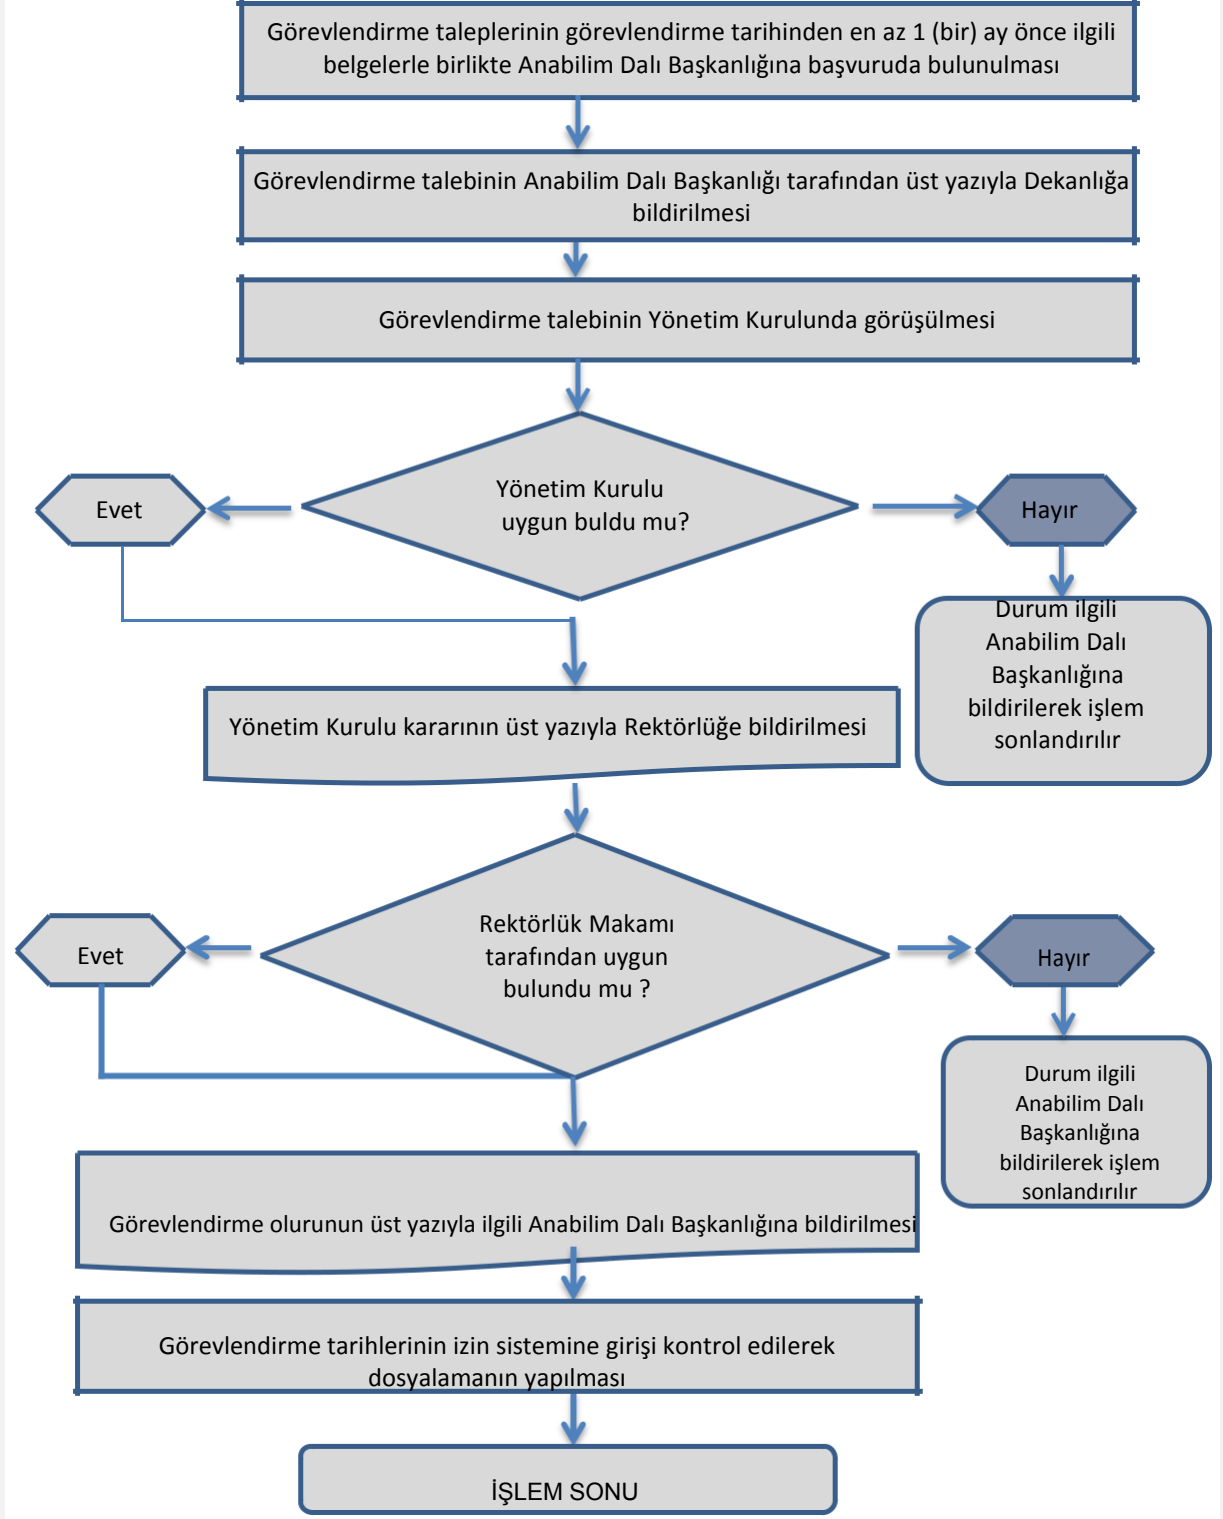 Görevlendirme taleplerinin görevlendirme tarihinden en az 1 (bir) ay önce ilgili
belgelerle birlikte Anabilim Dalı Başkanlığına başvuruda bulunulması
Görevlendirme talebinin Anabilim Dalı Başkanlığı tarafından üst yazıyla Dekanlığa
bildirilmesi
Görevlendirme talebinin Yönetim Kurulunda görüşülmesi
Yönetim Kurulu
uygun buldu mu?
Evet
Hayır
Durum ilgili
Anabilim Dalı
Başkanlığına
bildirilerek işlem
sonlandırılır
Yönetim Kurulu kararının üst yazıyla Rektörlüğe bildirilmesi
Rektörlük Makamı
tarafından uygun
bulundu mu ?
Evet
Hayır
Durum ilgili
Anabilim Dalı
Başkanlığına
bildirilerek işlem
sonlandırılır
Görevlendirme olurunun üst yazıyla ilgili Anabilim Dalı Başkanlığına bildirilmesi
Görevlendirme tarihlerinin izin sistemine girişi kontrol edilerek
dosyalamanın yapılması
İŞLEM SONU